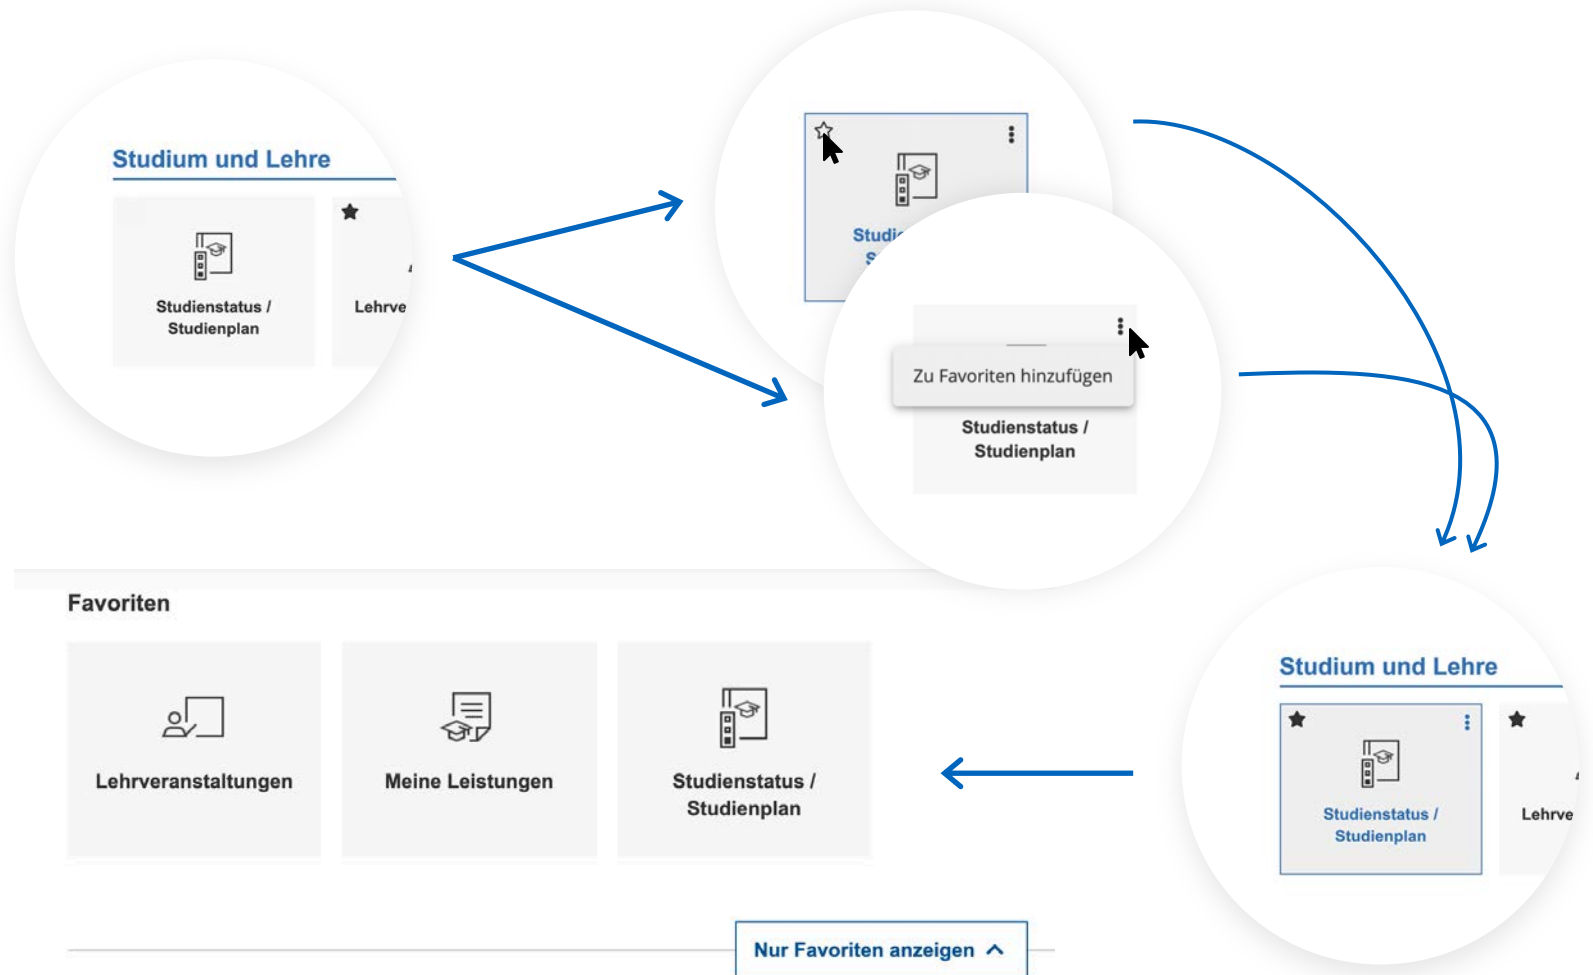 Studium und Lehre
Studienstatus /
Studienplan
Lehrve
Studi
S
Zu Favoriten hinzufügen
Studienstatus /
Studienplan
Favoriten
Lehrveranstaltungen
Meine Leistungen
Studienstatus /
Studienplan
Studium und Lehre
Studienstatus /
Studienplan
Lehrve
Nur Favoriten anzeigen